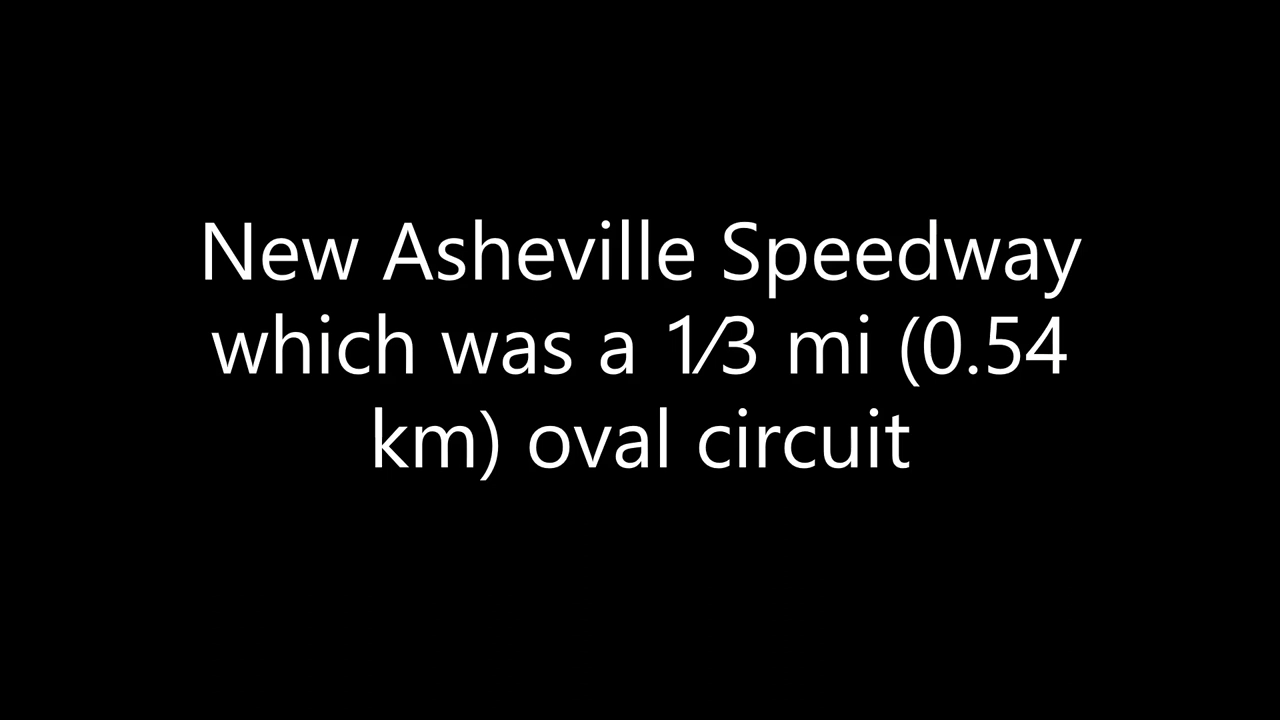 New Asheville Speedway
which was a 1⁄3 mi (0.54
km) oval circuit